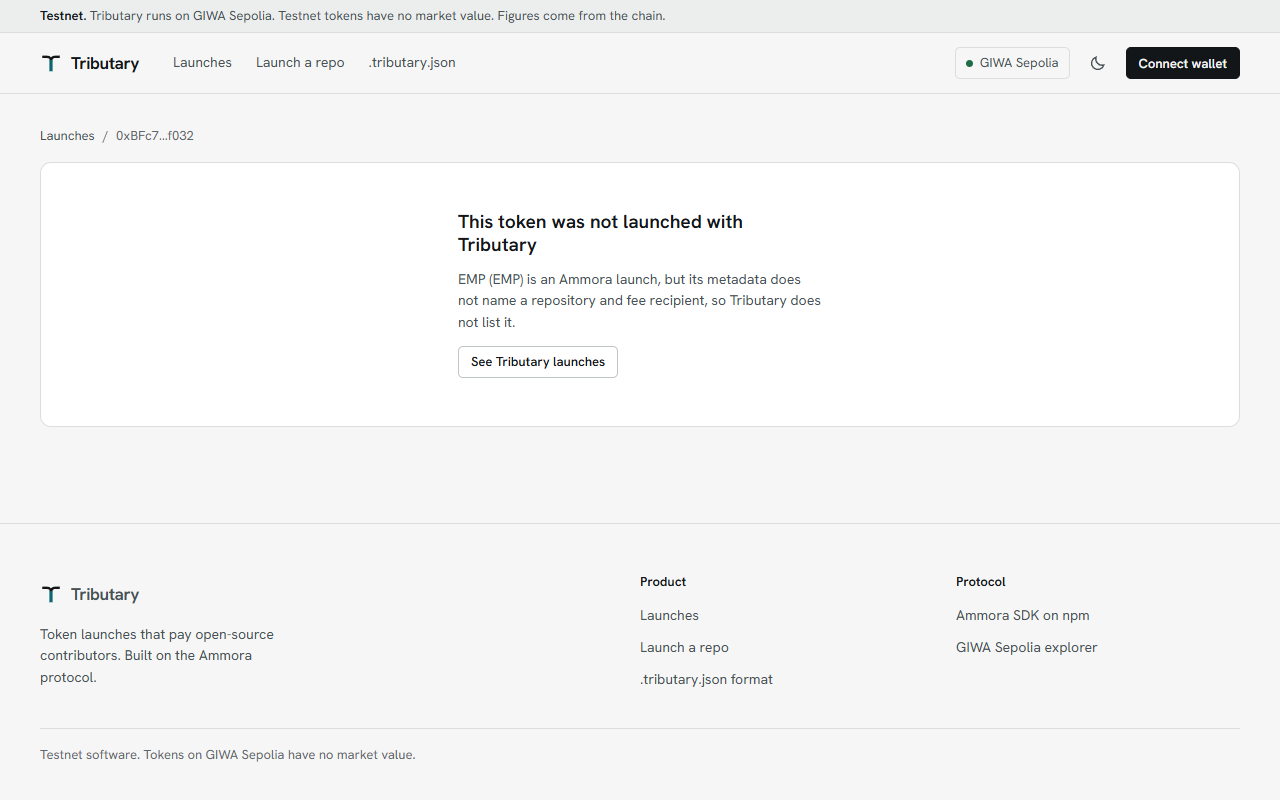 Testnet. Tributary runs on GIWA Sepolia. Testnet tokens have no market value. Figures come from the chain.
Tributary
Launches
Launch a repo
.tributary.json
GIWA Sepolia
Connect wallet
Launches / 0xBFc7…f032
This token was not launched with
Tributary
EMP (EMP) is an Ammora launch, but its metadata does
not name a repository and fee recipient, so Tributary does
not list it.
See Tributary launches
Tributary
Token launches that pay open-source
contributors. Built on the Ammora
protocol.
Product
Launches
Launch a repo
.tributary.json format
Protocol
Ammora SDK on npm
GIWA Sepolia explorer
Testnet software. Tokens on GIWA Sepolia have no market value.